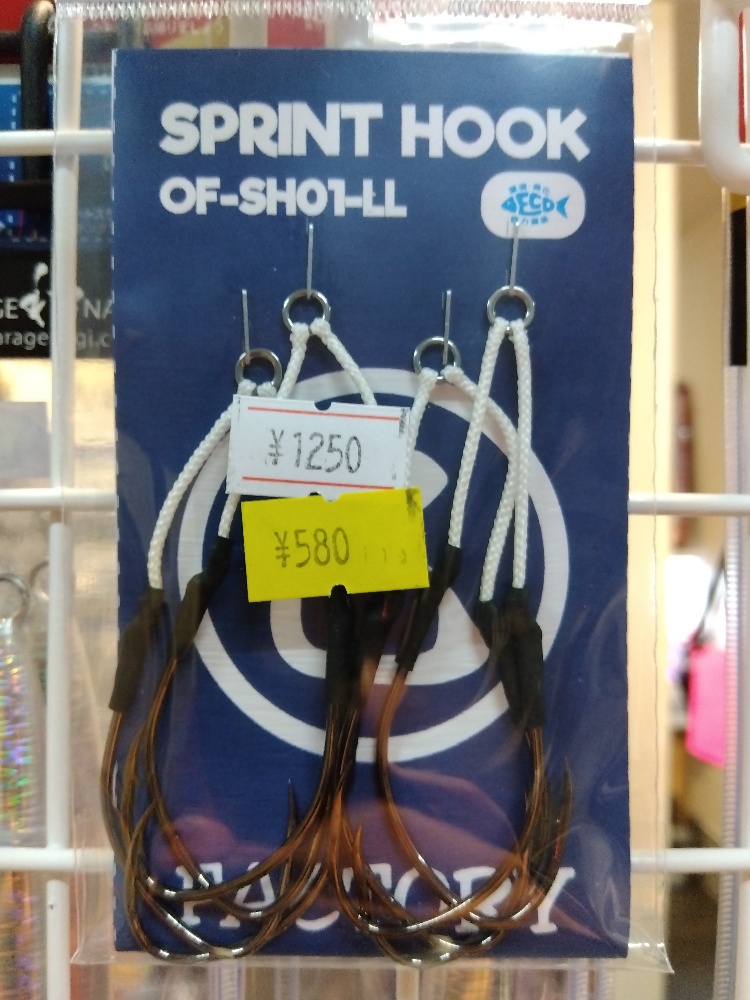 SPRINT HOOK
OF-SH01-LL
ECO
¥1250
¥580
FACTORY